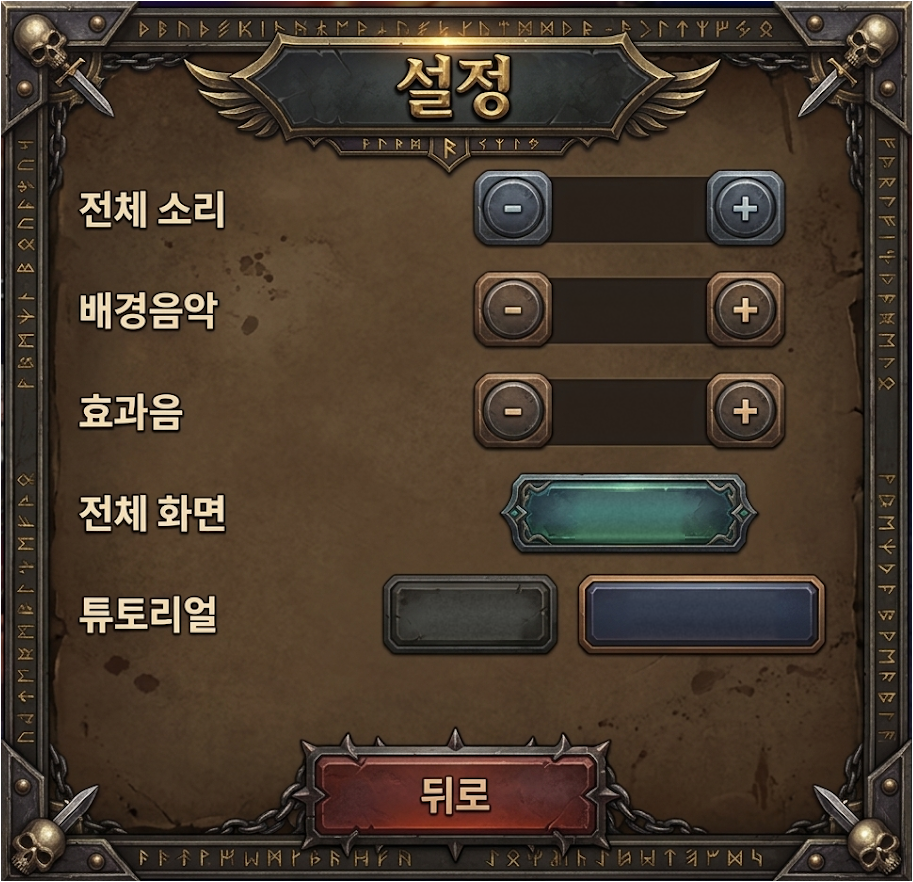 설정
전체 소리
- +
배경음악
- +
효과음
- +
전체 화면
튜토리얼
뒤로